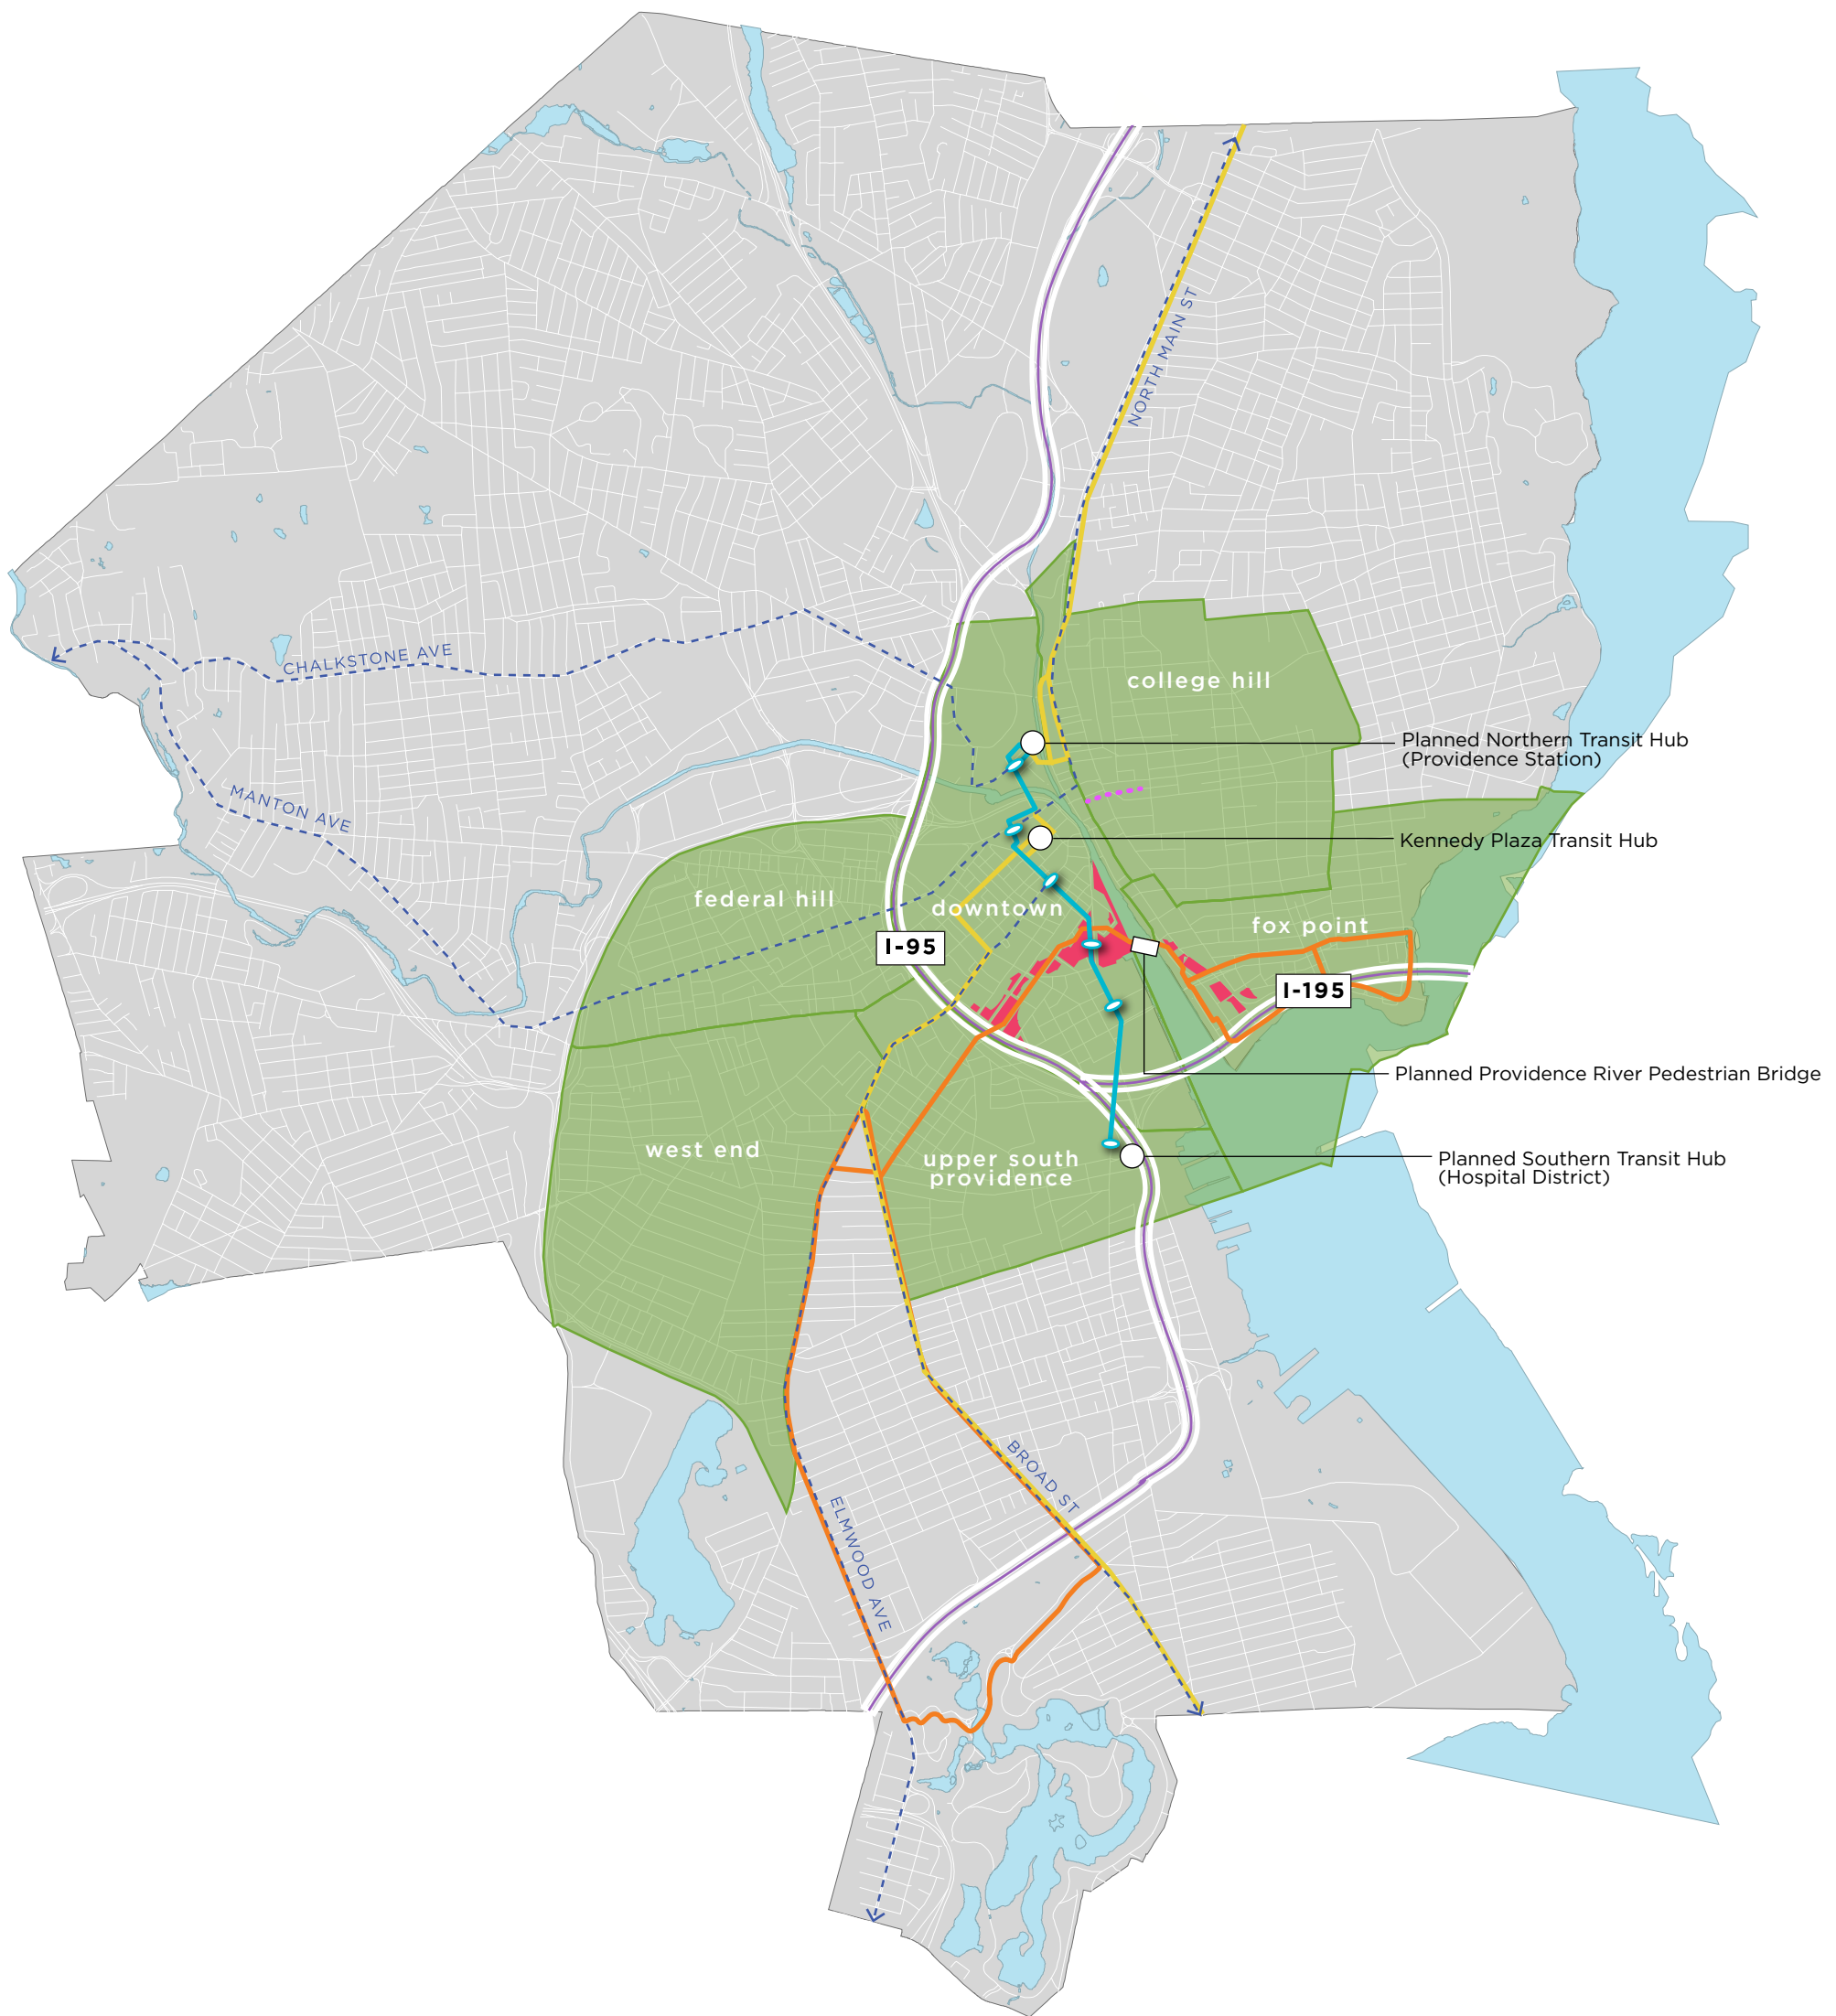 NORTH MAIN ST
CHALKSTONE AVE
college hill
Planned Northern Transit Hub
(Providence Station)
MANTON AVE
Kennedy Plaza Transit Hub
federal hill
downtown
fox point
I-95
I-195
Planned Providence River Pedestrian Bridge
west end
upper south
providence
Planned Southern Transit Hub
(Hospital District)
BROAD ST
ELMWOOD AVE